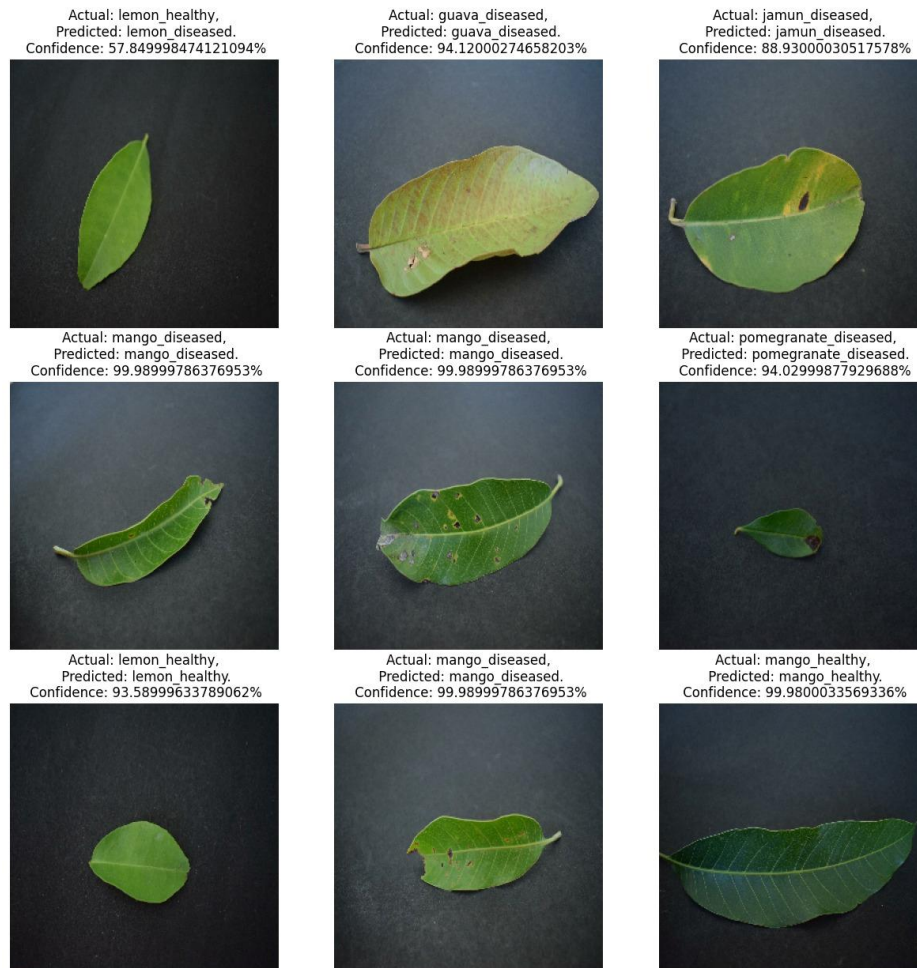 Actual: lemon_healthy,
Predicted: lemon_diseased.
Confidence: 57.849998474121094%
Actual: guava_diseased,
Predicted: guava_diseased.
Confidence: 94.12000274658203%
Actual: jamun_diseased,
Predicted: jamun_diseased.
Confidence: 88.93000030517578%
Actual: mango_diseased,
Predicted: mango_diseased.
Confidence: 99.98999786376953%
Actual: mango_diseased,
Predicted: mango_diseased.
Confidence: 99.98999786376953%
Actual: pomegranate_diseased,
Predicted: pomegranate_diseased.
Confidence: 94.02999877929688%
Actual: lemon_healthy,
Predicted: lemon_healthy.
Confidence: 93.58999633789062%
Actual: mango_diseased,
Predicted: mango_diseased.
Confidence: 99.98999786376953%
Actual: mango_healthy,
Predicted: mango_healthy.
Confidence: 99.9800033569336%